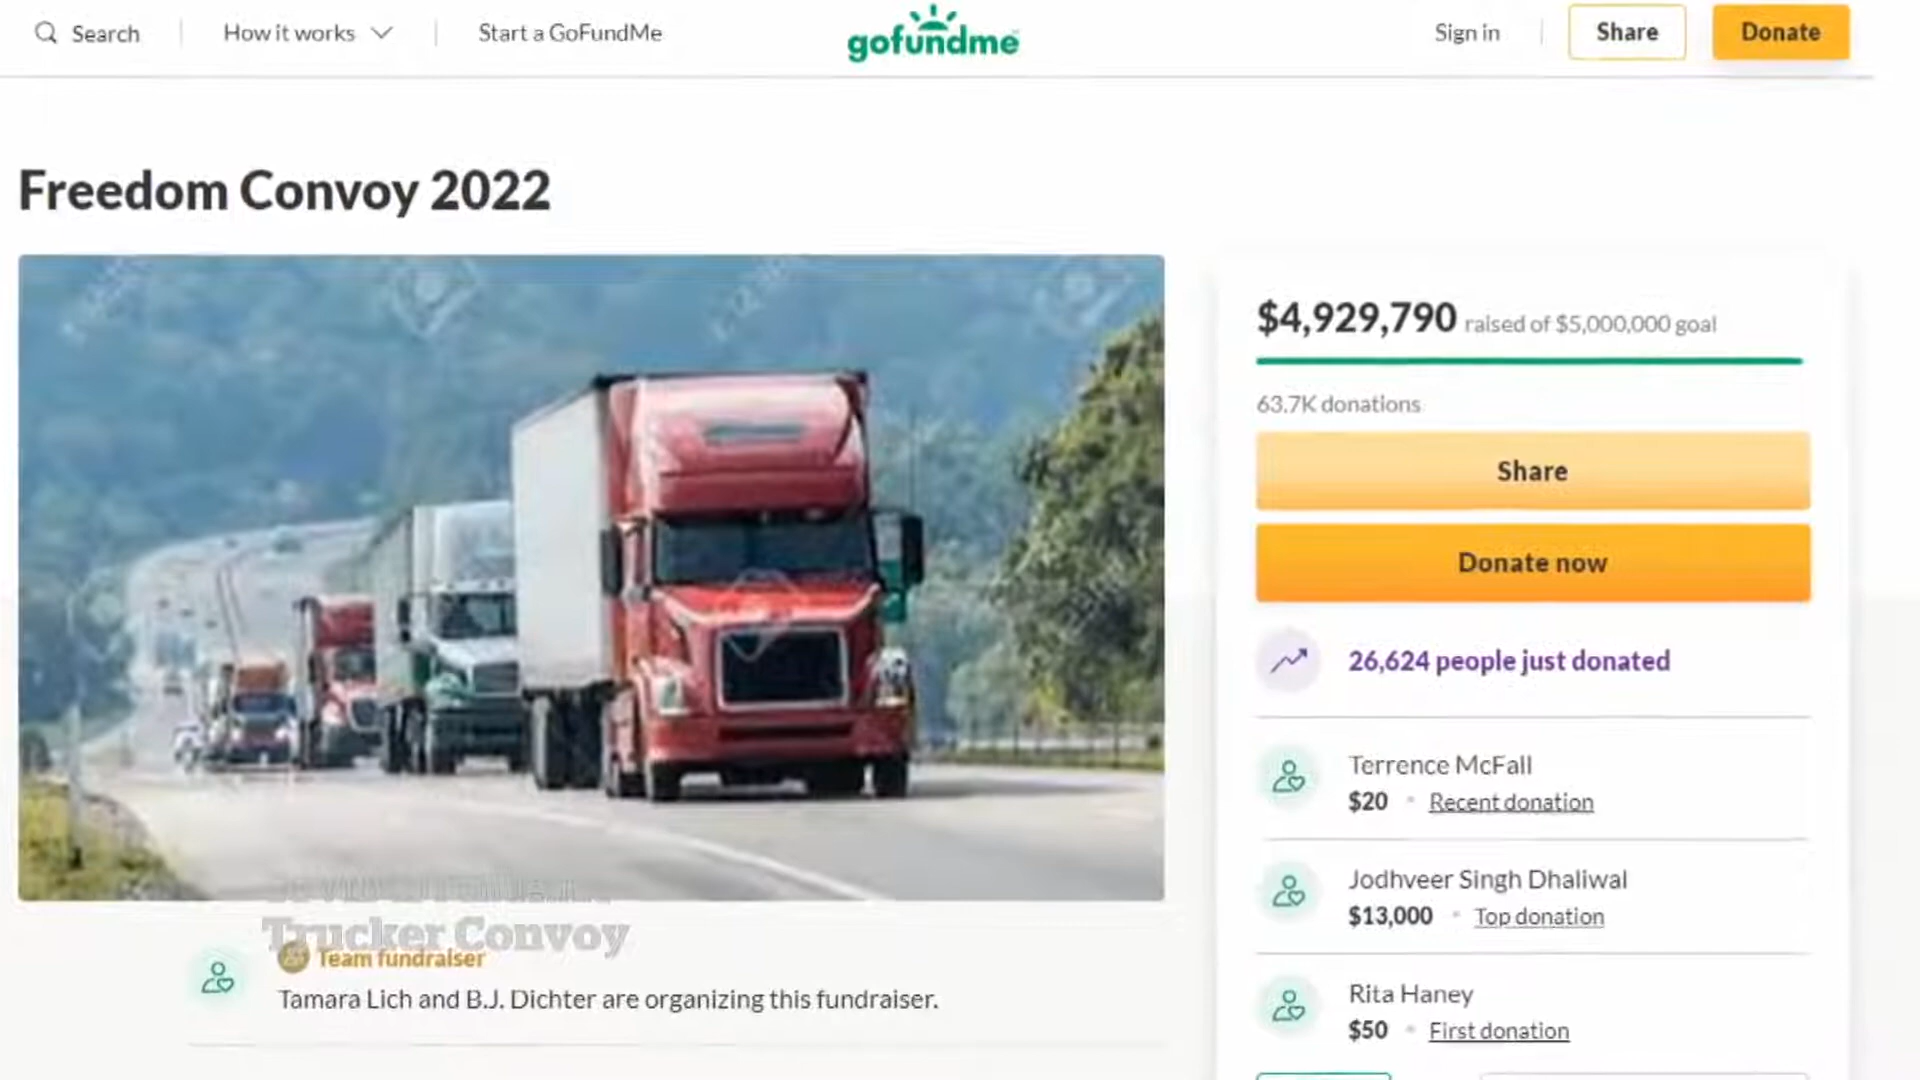 Search
How it works
Start a GoFundMe
gofundme
Sign in
Share
Donate
Freedom Convoy 2022
$4,929,790 raised of $5,000,000 goal
63.7K donations
Share
Donate now
26,624 people just donated
Terrence McFall
$20 • Recent donation
Jodhveer Singh Dhaliwal
$13,000 • Top donation
Rita Haney
$50 • First donation
Trucker Convoy
Team fundraiser
Tamara Lich and B.J. Dichter are organizing this fundraiser.